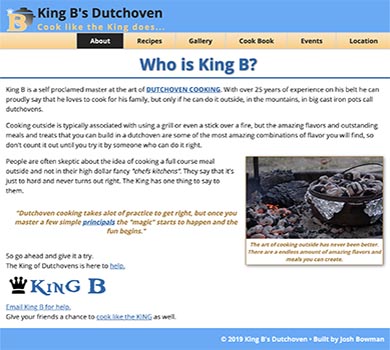 King B's Dutchoven
B
Cook like the King does...
About Recipes Gallery Cook Book Events Location
Who is King B?
King B is a self proclaimed master at the art of DUTCHOVEN COOKING. With over 25 years of experience on his belt he can
proudly say that he loves to cook for his family, but only if he can do it outside, in the mountains, in big cast iron pots call
dutchovens.
Cooking outside is typically associated with using a grill or even a stick over a fire, but the amazing flavors and outstanding
meals and treats that you can build in a dutchoven are some of the most amazing combinations of flavor you will find, so
don't count it out until you try it by someone who can do it right.
People are often skeptic about the idea of cooking a full course meal
outside and not in their high dollar fancy "chefs kitchens". They say that it's
just to hard and never turns out right. The King has one thing to say to
them.
"Dutchoven cooking takes alot of practice to get right, but once you
master a few simple principals the "magic" starts to happen and the
fun begins."
The art of cooking outside has never been better.
There are a endless amount of amazing flavors and
meals you can create.
So go ahead and give it a try.
The King of Dutchovens is here to help.
King B
Email King B for help.
Give your friends a chance to cook like the KING as well.
© 2019 King B's Dutchoven • Built by Josh Bowman